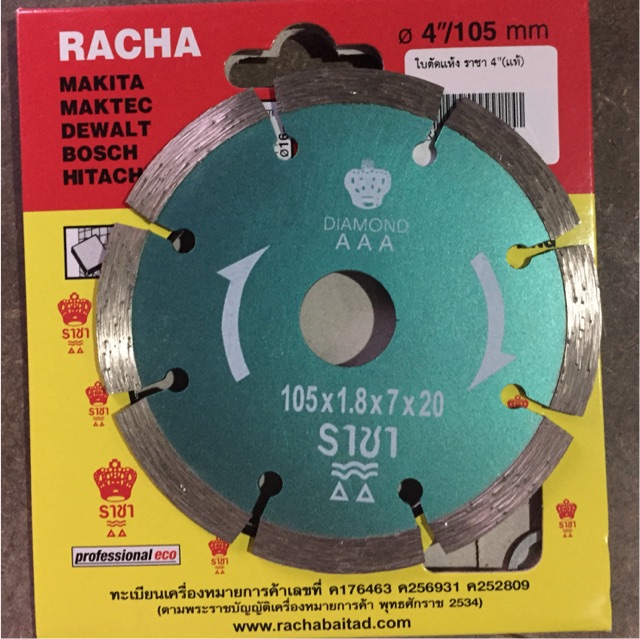 RACHA
ø 4"/105 mm
ใบตัดแห้ง ราชา 4"(แท้)
MAKITA
MAKTEC
DEWALT
BOSCH
HITACH
Ø16
DIAMOND
AAA
105x1.8x7x20
ราชา
ราชา
ราชา
ราชา
ราชา
ราชา
professional eco
ทะเบียนเครื่องหมายการค้าเลขที่ ค176463 ค256931 ค252809
(ตามพระราชบัญญัติเครื่องหมายการค้า พุทธศักราช 2534)
www.rachabaitad.com